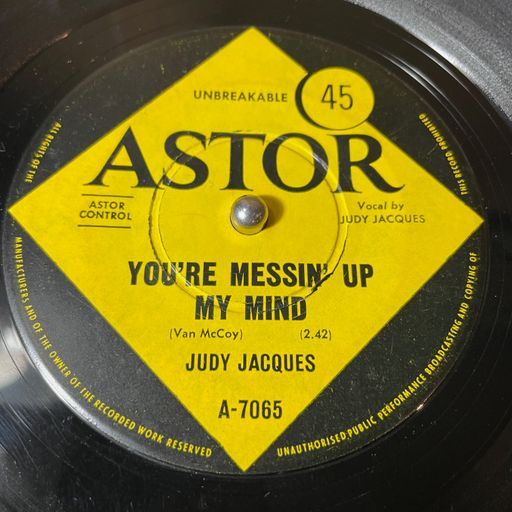 UNBREAKABLE
45
ASTOR
ASTOR
CONTROL
Vocal by
JUDY JACQUES
YOU'RE MESSIN' UP
MY MIND
(Van McCoy) (2.42)
JUDY JACQUES
A-7065
ALL RIGHTS OF THE
MANUFACTURERS AND OF THE OWNER OF THE RECORDED WORK RESERVED
UNAUTHORISED PUBLIC PERFORMANCE BROADCASTING AND COPYING OF
THIS RECORD PROHIBITED